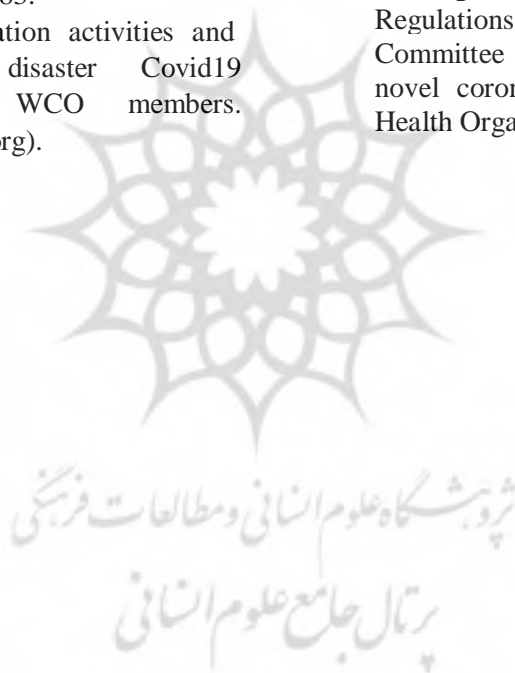 ation activities and
disaster Covid19
WCO members.
org).
Regulations
Committee
novel coron
Health Orga
پژوهشگاه علوم انسانی و مطالعات فرهنگی
پرتال جامع علوم انسانی